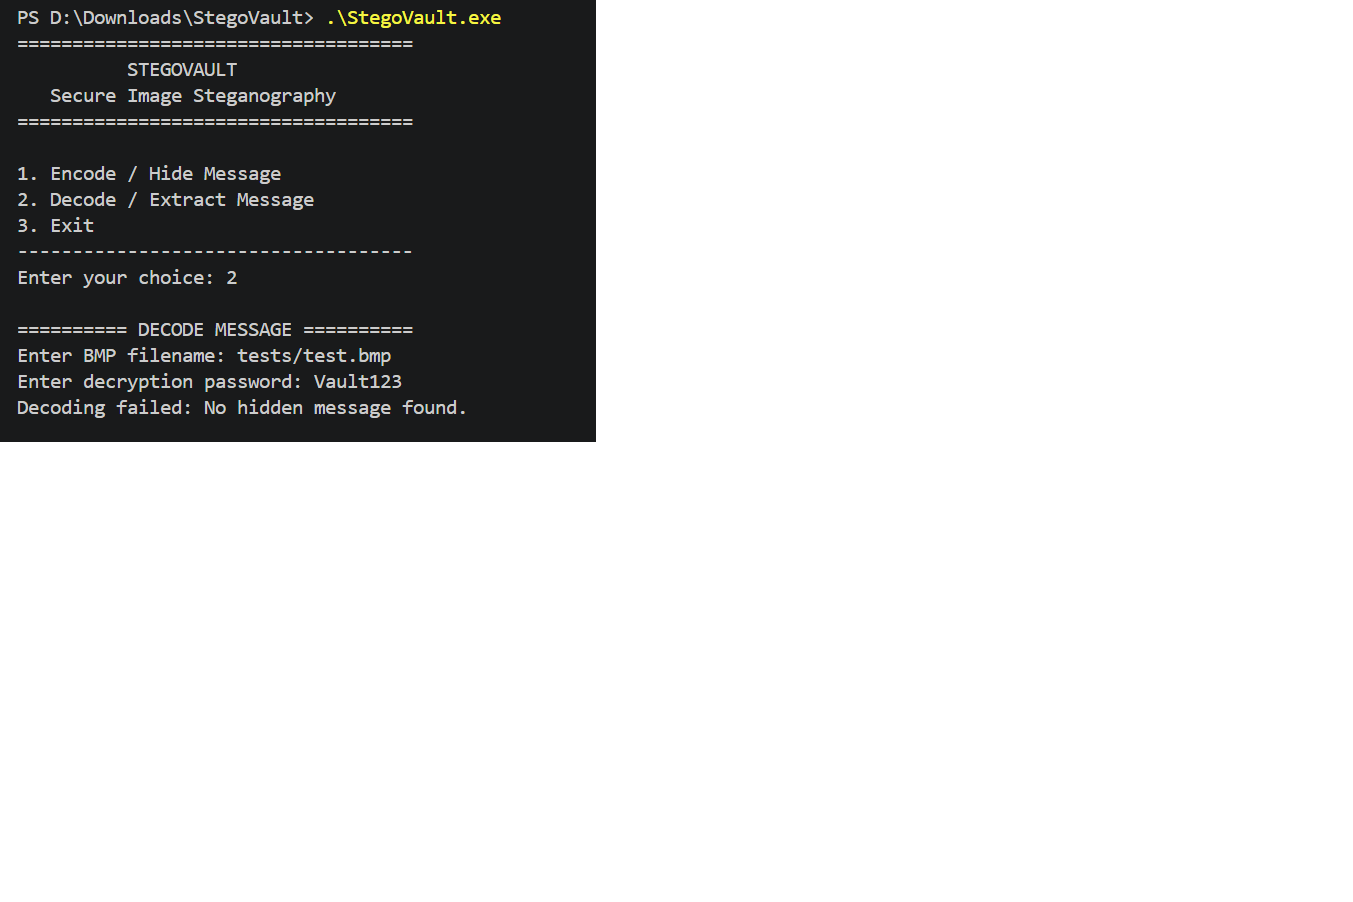 PS D:\Downloads\StegoVault> .\StegoVault.exe
====================================
          STEGOVAULT
   Secure Image Steganography
====================================

1. Encode / Hide Message
2. Decode / Extract Message
3. Exit
------------------------------------
Enter your choice: 2

========== DECODE MESSAGE ==========
Enter BMP filename: tests/test.bmp
Enter decryption password: Vault123
Decoding failed: No hidden message found.